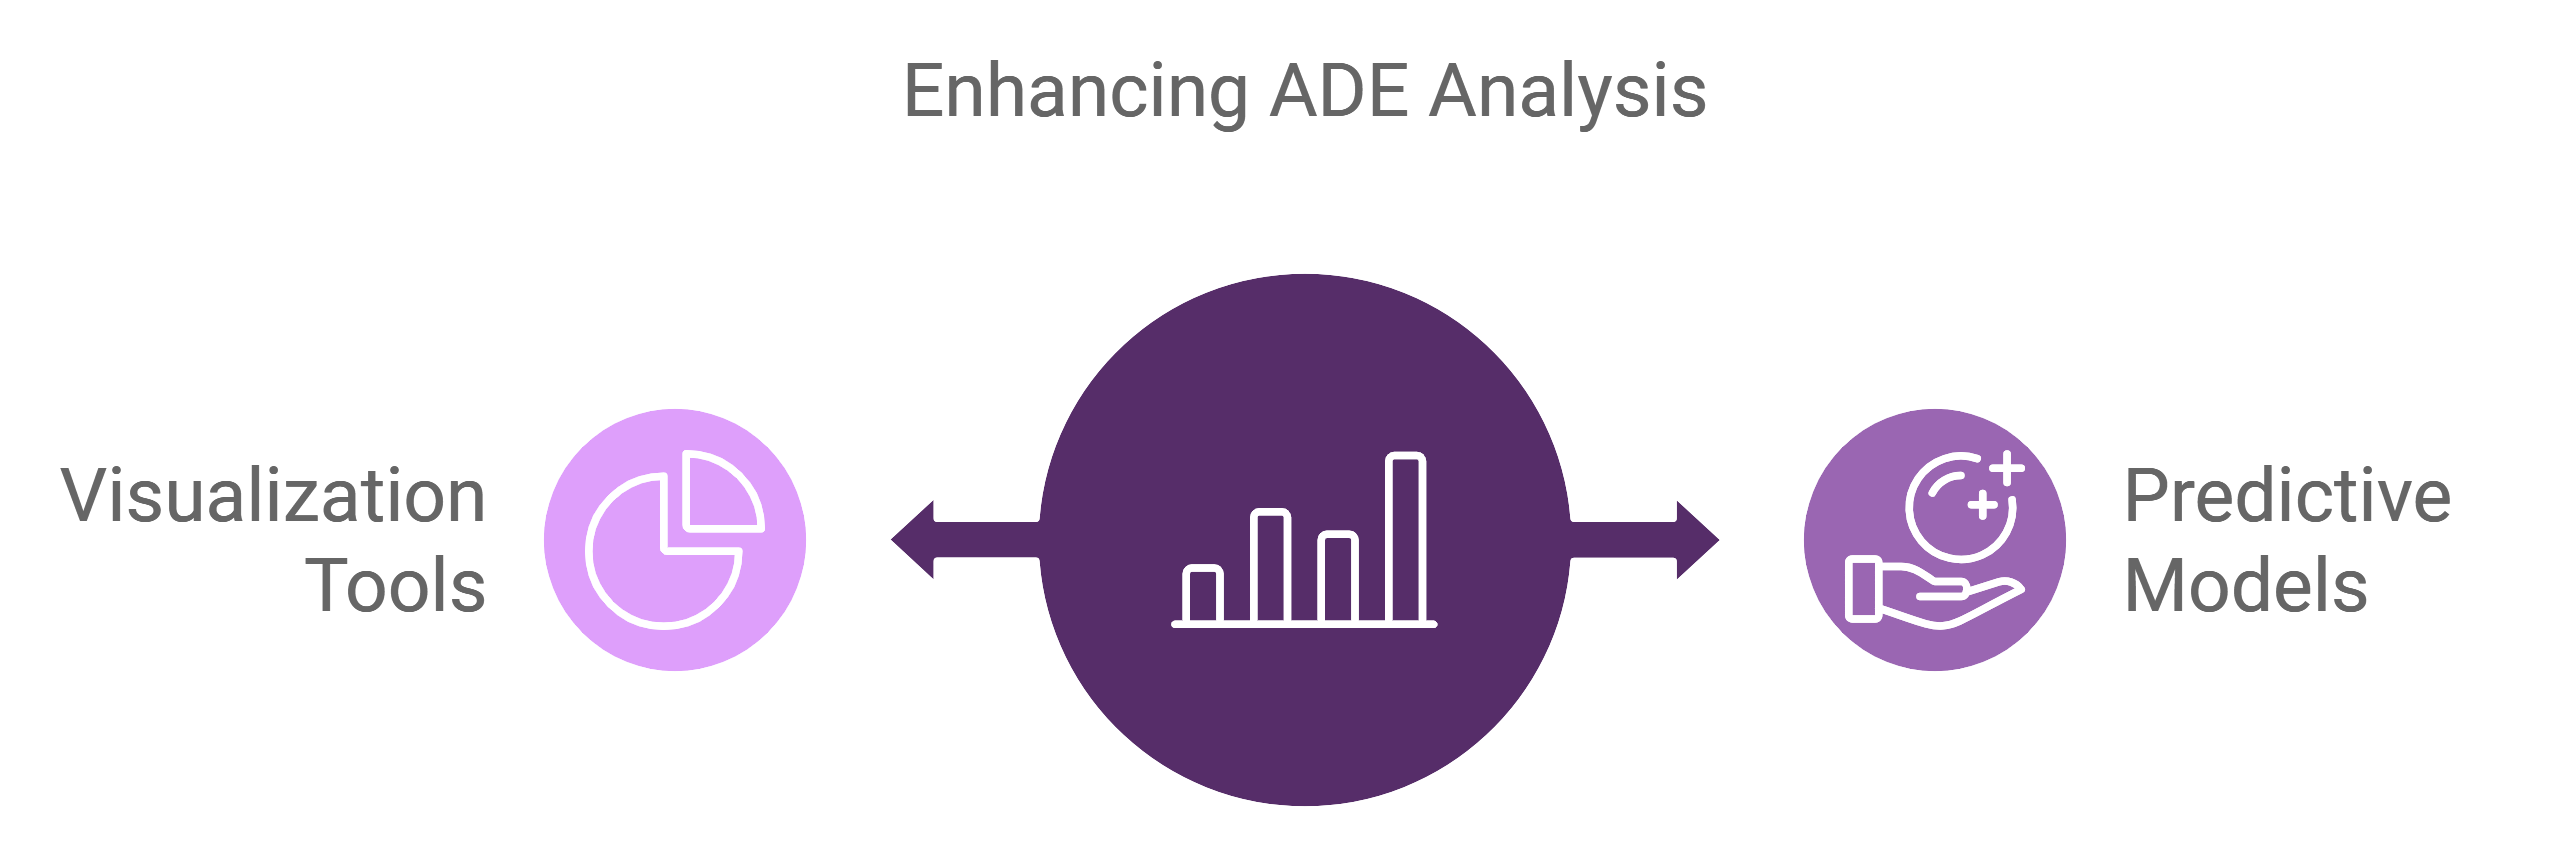 Enhancing ADE Analysis
Visualization
Tools
Predictive
Models